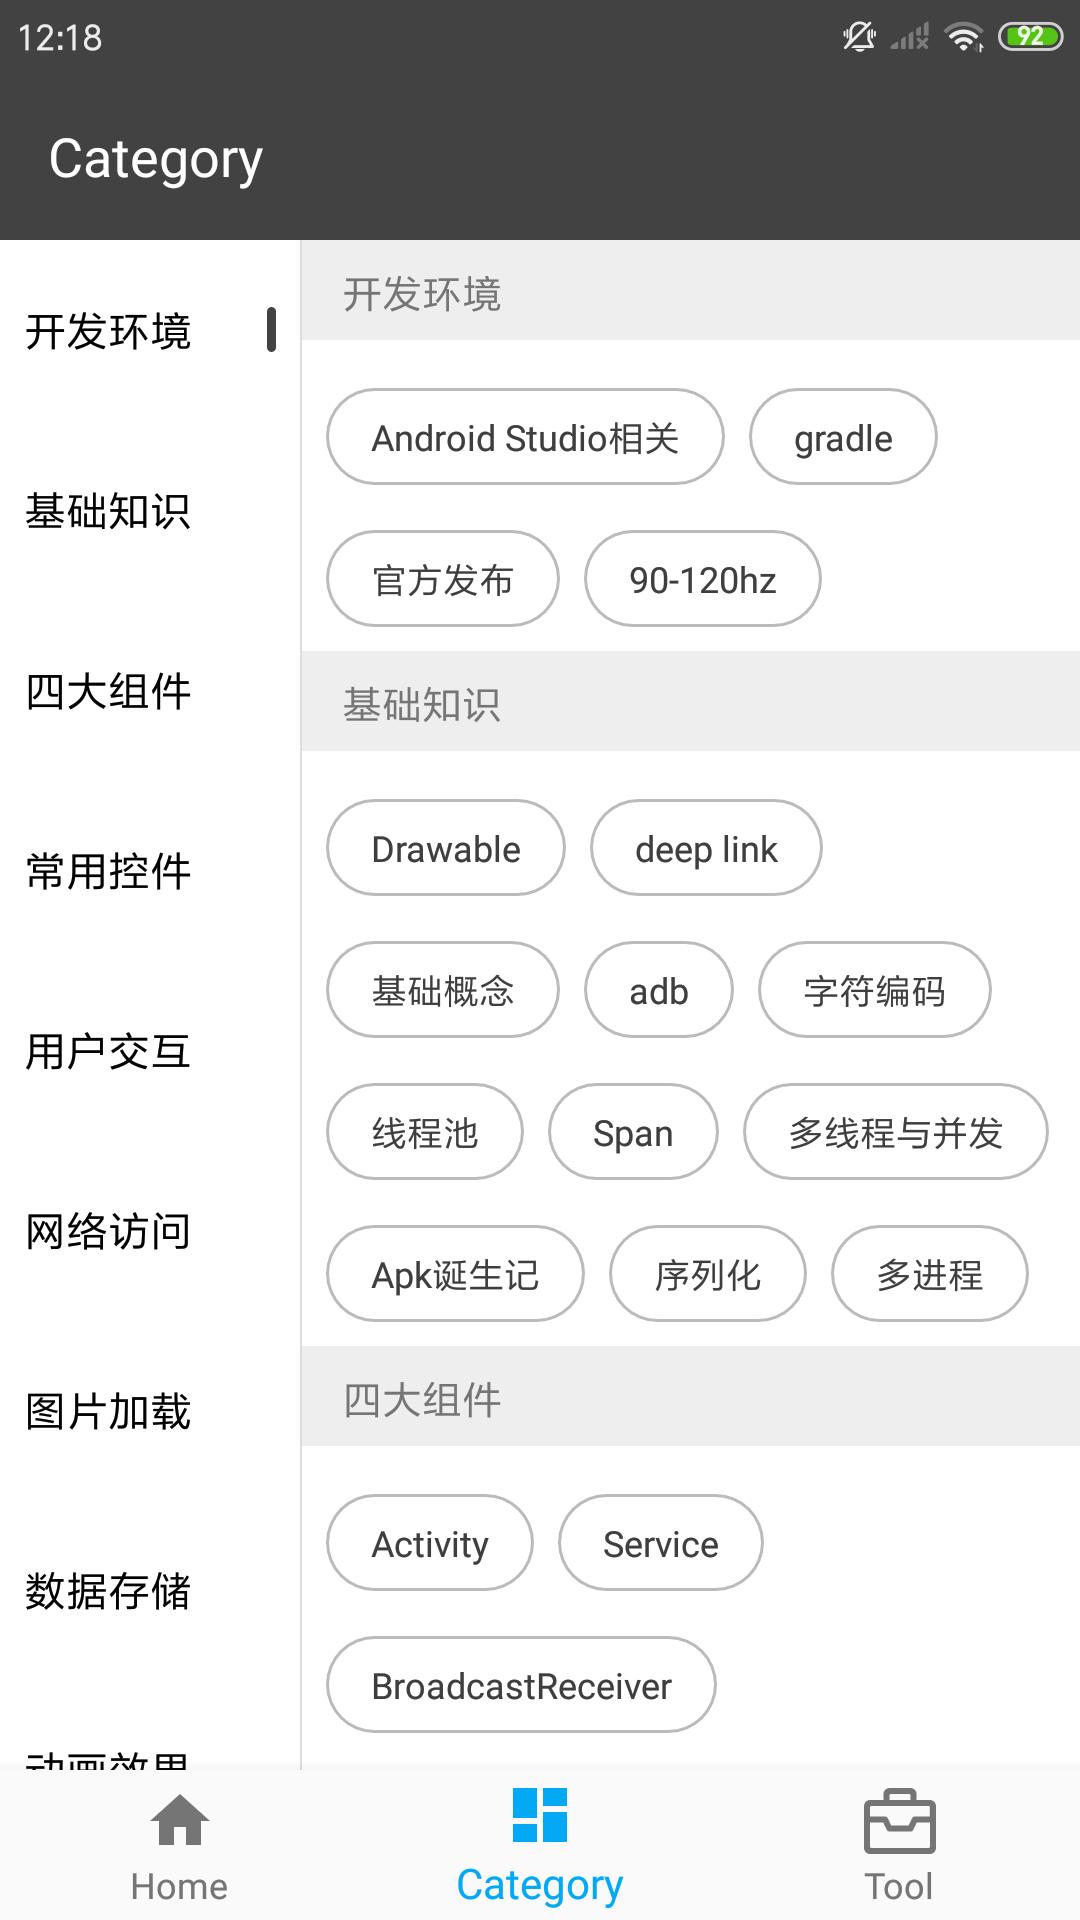 12:18
92
Category
开发环境
基础知识
四大组件
常用控件
用户交互
网络访问
图片加载
数据存储
动画效果
开发环境
Android Studio相关 gradle
官方发布 90-120hz
基础知识
Drawable deep link
基础概念 adb 字符编码
线程池 Span 多线程与并发
Apk诞生记 序列化 多进程
四大组件
Activity Service
BroadcastReceiver
Home Category Tool